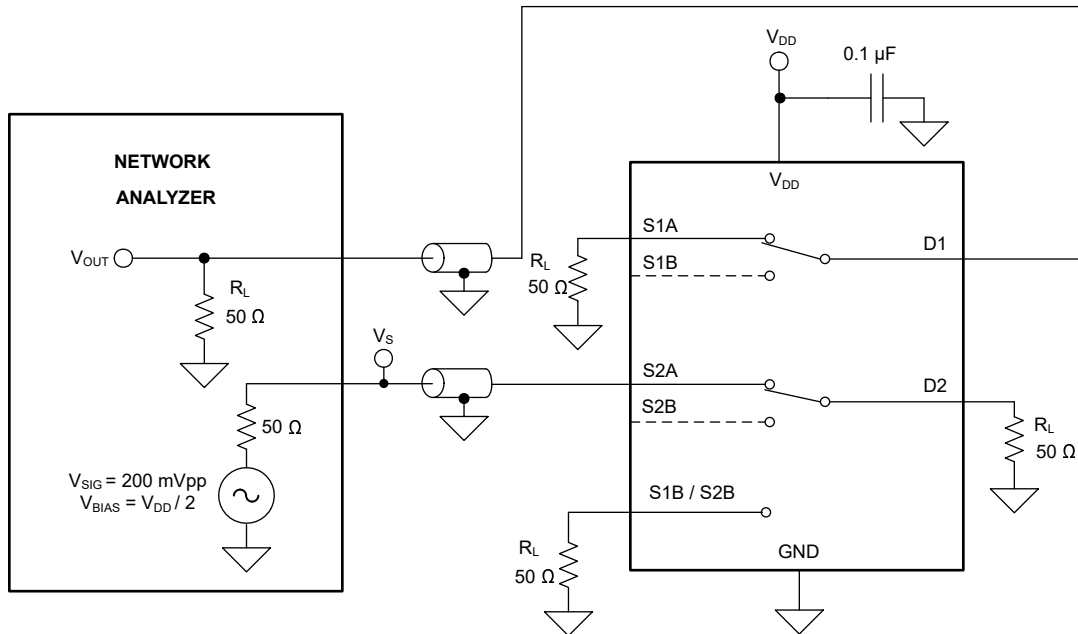 V_DD
0.1 µF
NETWORK
ANALYZER
V_DD
S1A
D1
V_OUT
R_L
50 Ω
S1B
R_L
50 Ω
V_S
S2A
D2
50 Ω
S2B
R_L
50 Ω
V_SIG = 200 mVpp
V_BIAS = V_DD / 2
S1B / S2B
R_L
50 Ω
GND